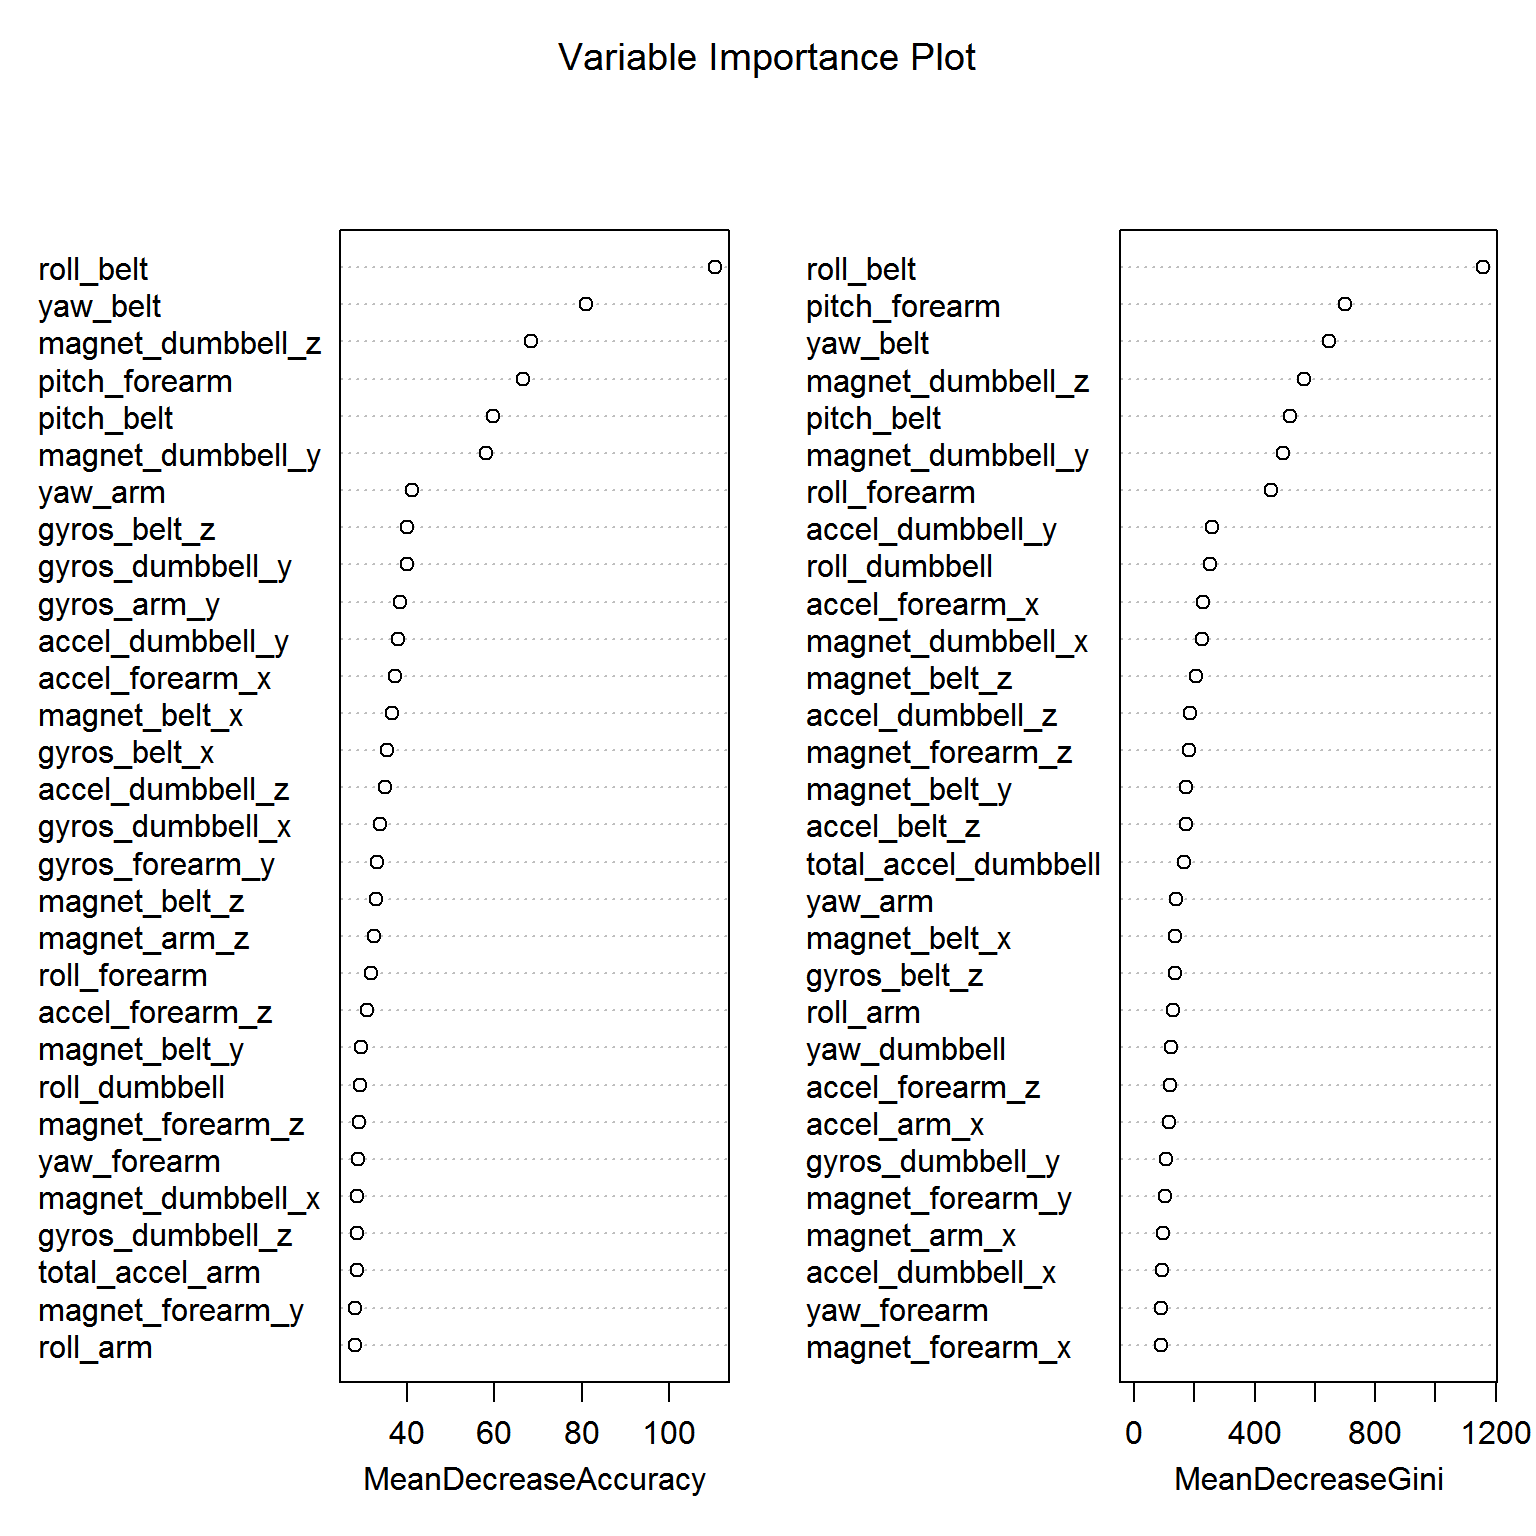 Variable Importance Plot
roll_belt
yaw_belt
magnet_dumbbell_z
pitch_forearm
pitch_belt
magnet_dumbbell_y
yaw_arm
gyros_belt_z
gyros_dumbbell_y
gyros_arm_y
accel_dumbbell_y
accel_forearm_x
magnet_belt_x
gyros_belt_x
accel_dumbbell_z
gyros_dumbbell_x
gyros_forearm_y
magnet_belt_z
magnet_arm_z
roll_forearm
accel_forearm_z
magnet_belt_y
roll_dumbbell
magnet_forearm_z
yaw_forearm
magnet_dumbbell_x
gyros_dumbbell_z
total_accel_arm
magnet_forearm_y
roll_arm
40 60 80 100
MeanDecreaseAccuracy
roll_belt
pitch_forearm
yaw_belt
magnet_dumbbell_z
pitch_belt
magnet_dumbbell_y
roll_forearm
accel_dumbbell_y
roll_dumbbell
accel_forearm_x
magnet_dumbbell_x
magnet_belt_z
accel_dumbbell_z
magnet_forearm_z
magnet_belt_y
accel_belt_z
total_accel_dumbbell
yaw_arm
magnet_belt_x
gyros_belt_z
roll_arm
yaw_dumbbell
accel_forearm_z
accel_arm_x
gyros_dumbbell_y
magnet_forearm_y
magnet_arm_x
accel_dumbbell_x
yaw_forearm
magnet_forearm_x
0 400 800 1200
MeanDecreaseGini